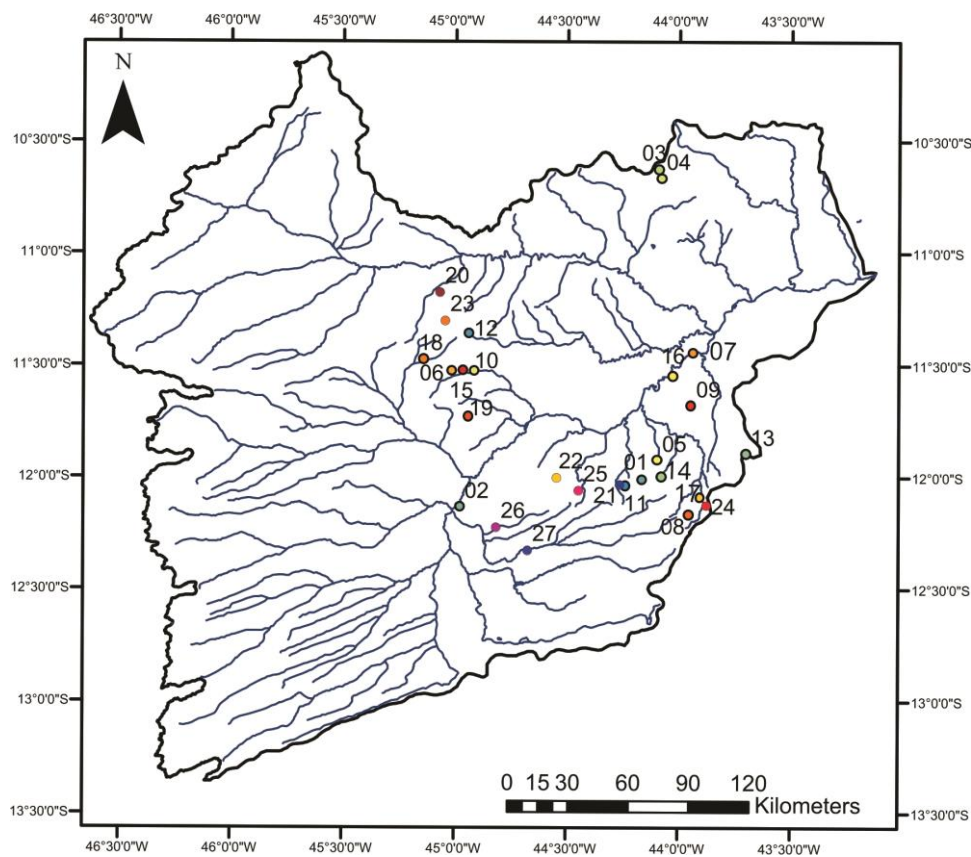 46°30'0"W 46°0'0"W 45°30'0"W 45°0'0"W 44°30'0"W 44°0'0"W 43°30'0"W
N
10°30'0"S 10°30'0"S
03
04
11°0'0"S 11°0'0"S
20
23
12
18 10 16 07
11°30'0"S 11°30'0"S
06
15 09
19
05 13
12°0'0"S 22 25 01 14 12°0'0"S
02 26 21 11 17 24
27 08
12°30'0"S 12°30'0"S
13°0'0"S 13°0'0"S
0 15 30 60 90 120
Kilometers
13°30'0"S 13°30'0"S
46°30'0"W 46°0'0"W 45°30'0"W 45°0'0"W 44°30'0"W 44°0'0"W 43°30'0"W